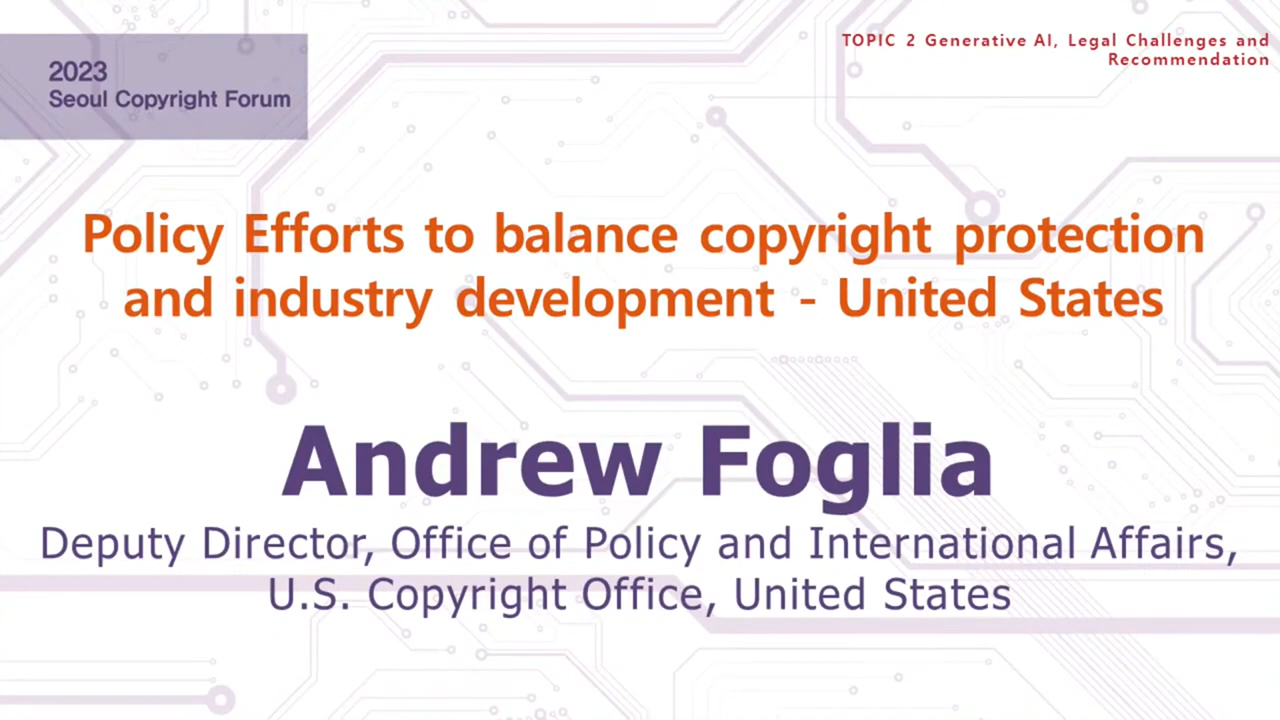 2023
Seoul Copyright Forum
TOPIC 2 Generative AI, Legal Challenges and
Recommendation
Policy Efforts to balance copyright protection
and industry development - United States
Andrew Foglia
Deputy Director, Office of Policy and International Affairs,
U.S. Copyright Office, United States